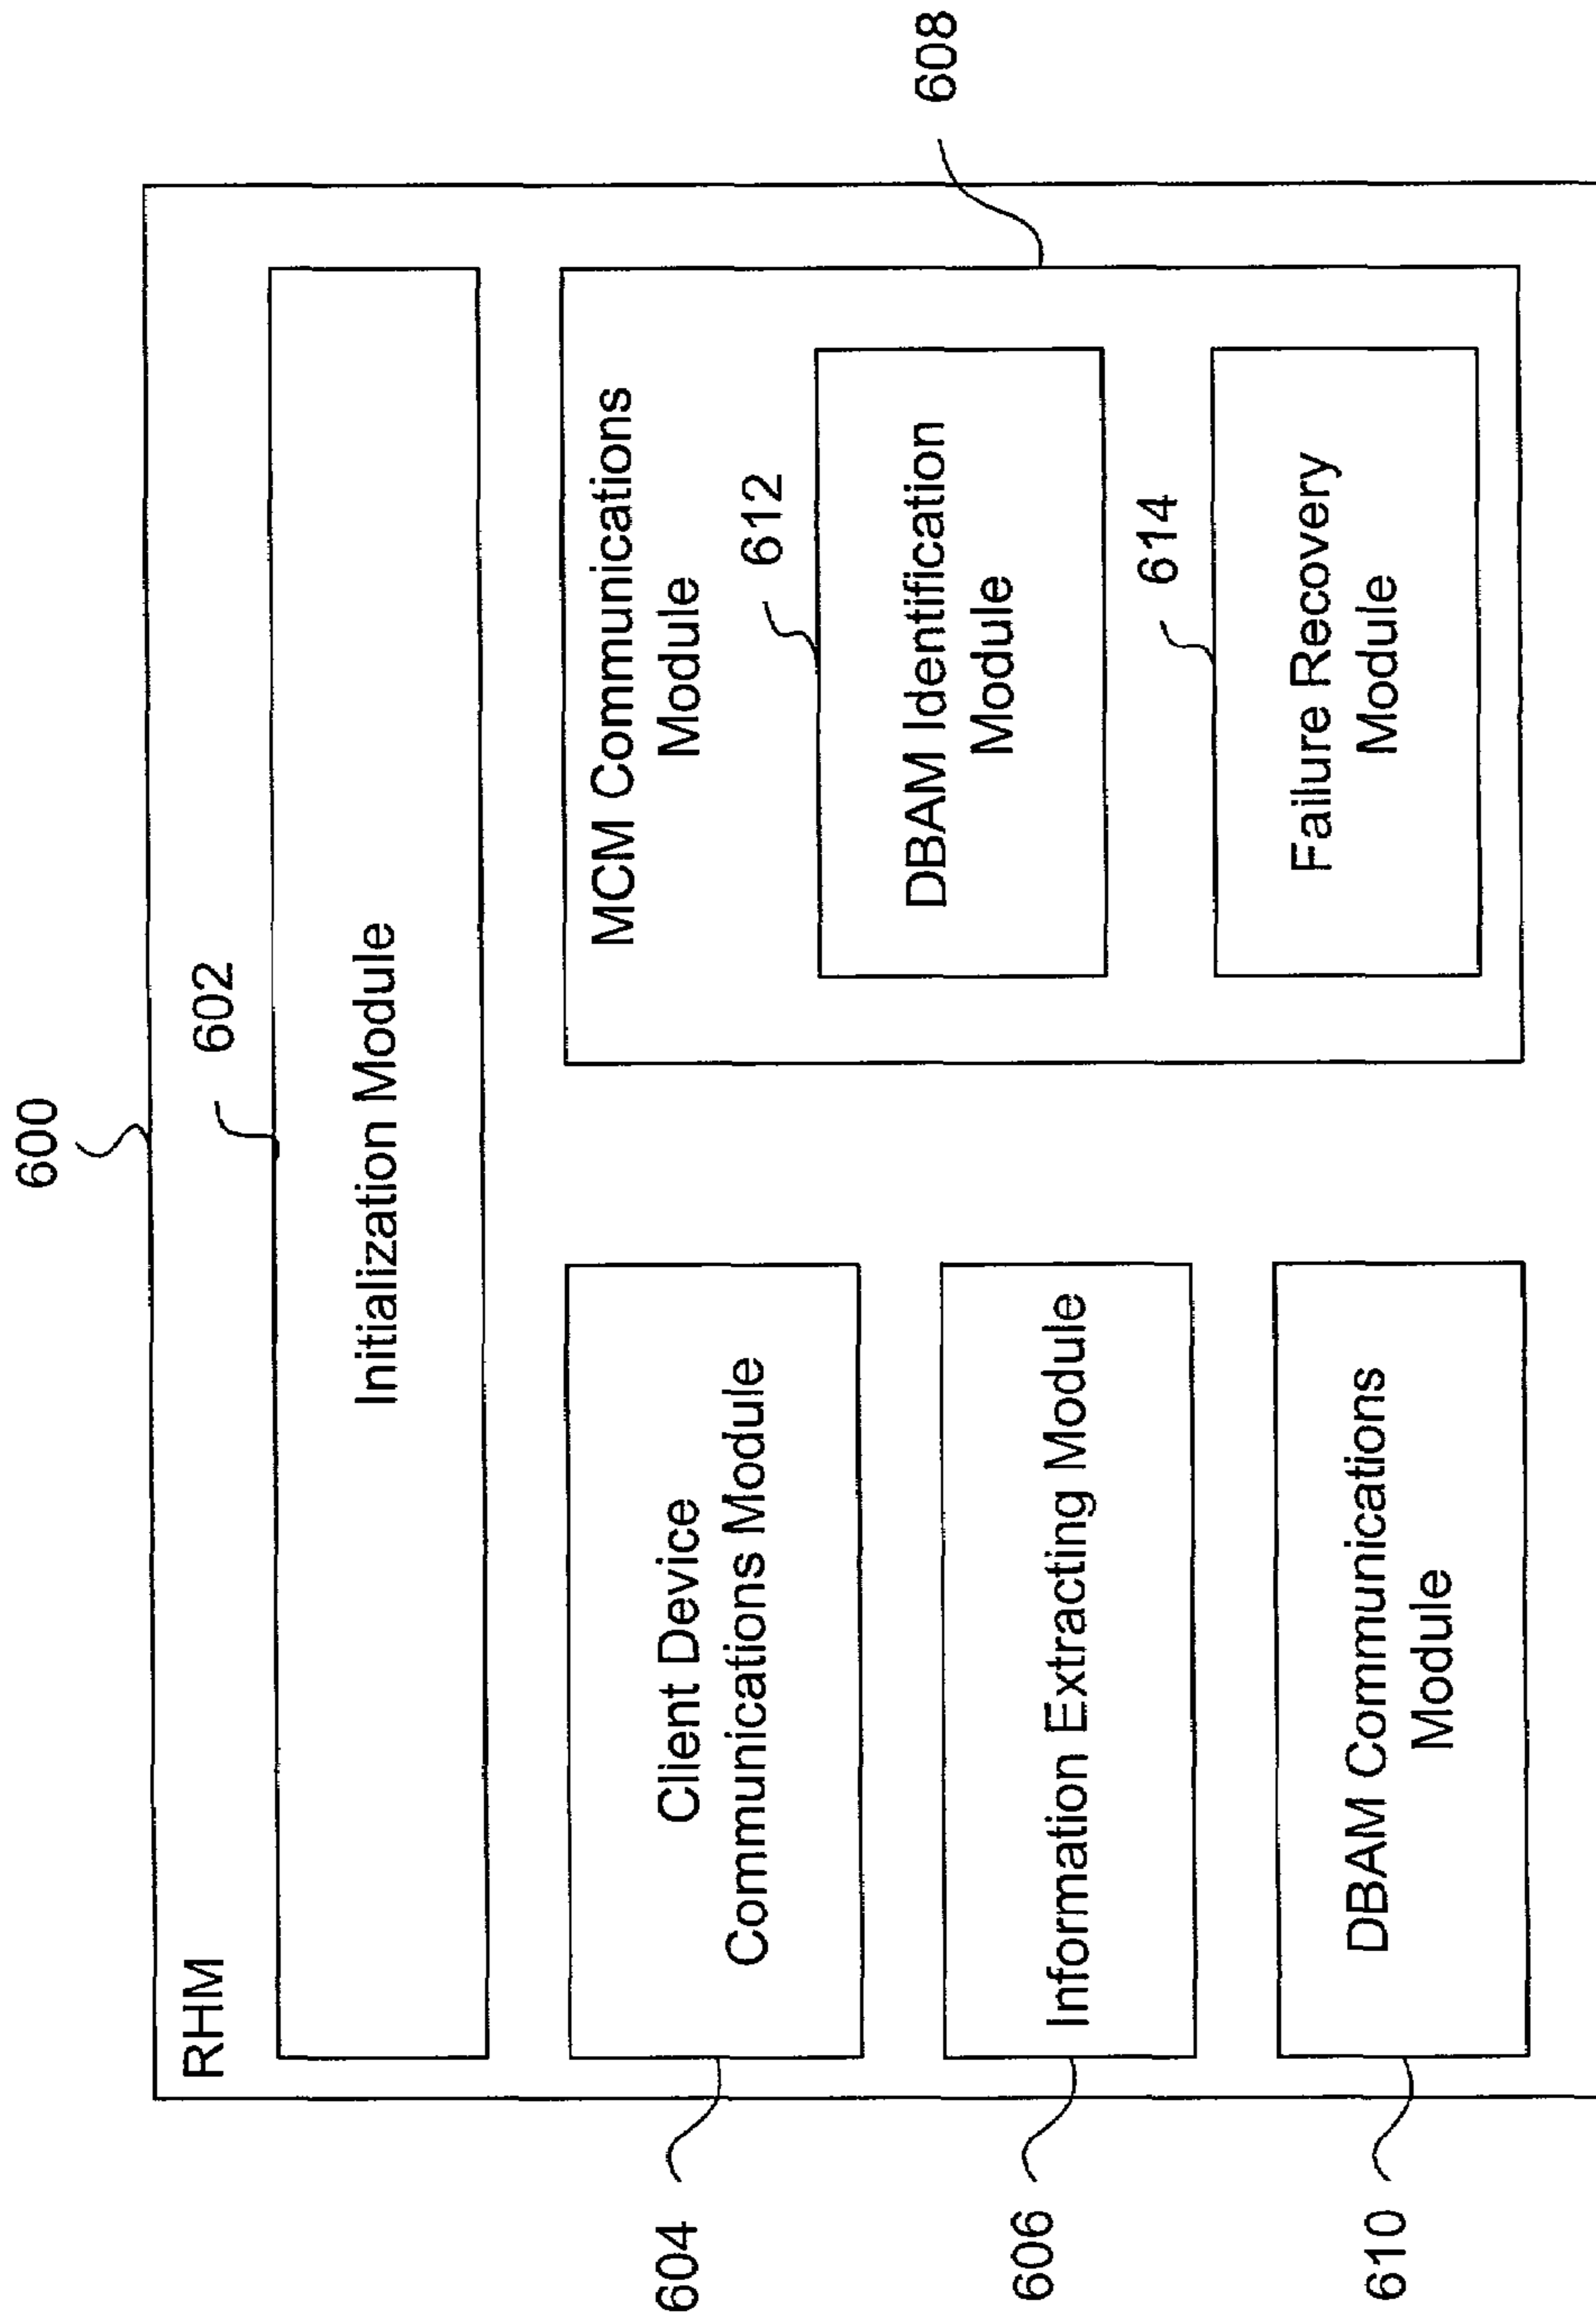 600
RHM
602
Initialization Module
604
Client Device
Communications Module
606
Information Extracting Module
610
DBAM Communications
Module
608
MCM Communications
Module
612
DBAM Identification
Module
614
Failure Recovery
Module